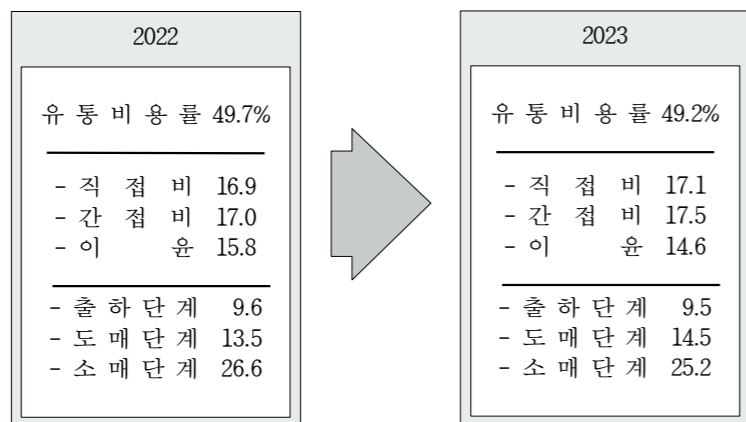 2022
유 통 비 용 률 49.7%
- 직 접 비 16.9
- 간 접 비 17.0
- 이 윤 15.8
- 출 하 단 계 9.6
- 도 매 단 계 13.5
- 소 매 단 계 26.6
2023
유 통 비 용 률 49.2%
- 직 접 비 17.1
- 간 접 비 17.5
- 이 윤 14.6
- 출 하 단 계 9.5
- 도 매 단 계 14.5
- 소 매 단 계 25.2